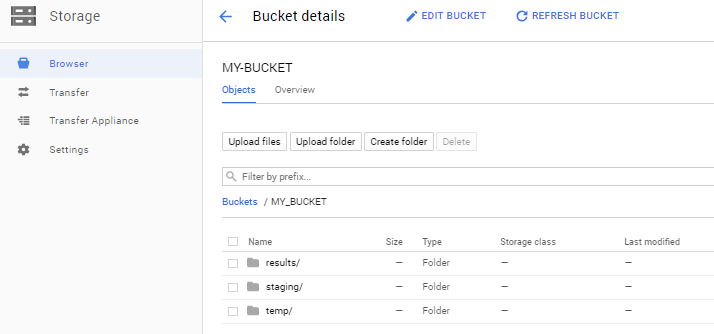 Storage
Bucket details
EDIT BUCKET
REFRESH BUCKET
Browser
Transfer
Transfer Appliance
Settings
MY-BUCKET
Objects Overview
Upload files Upload folder Create folder Delete
Filter by prefix...
Buckets / MY_BUCKET
Name Size Type Storage class Last modified
results/ — Folder — —
staging/ — Folder — —
temp/ — Folder — —